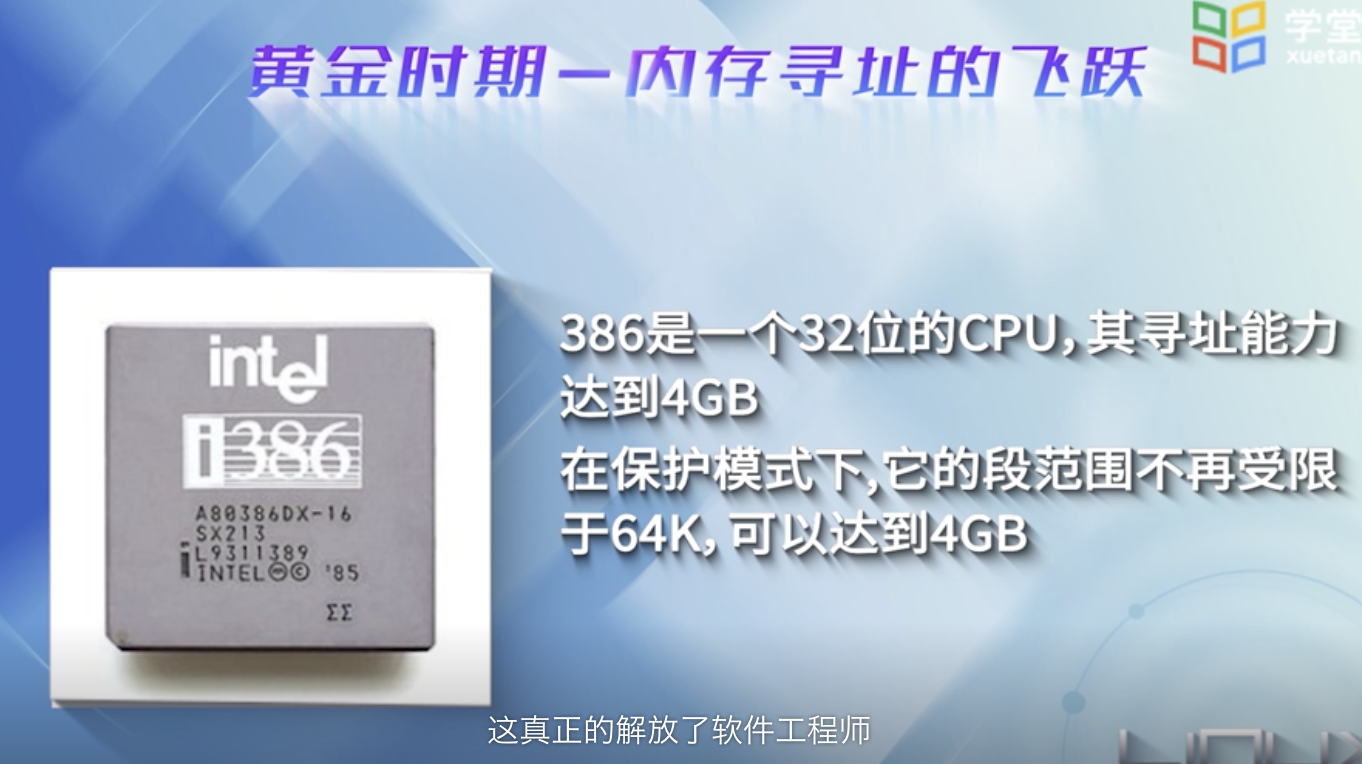 黄金时期－内存寻址的飞跃
学堂
xuetan
intel
i386
A80386DX-16
SX213
L9311389
INTELⓂⒸ '85
ΣΣ
386是一个32位的CPU，其寻址能力
达到4GB
在保护模式下,它的段范围不再受限
于64K，可以达到4GB
这真正的解放了软件工程师